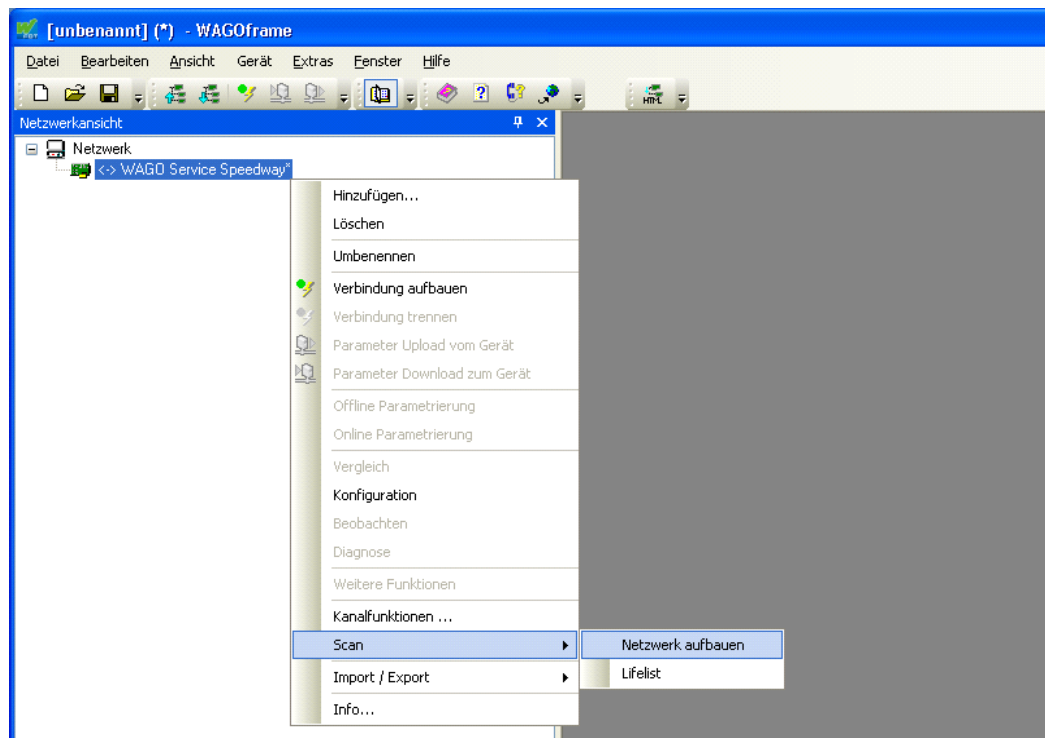 [unbenannt] (*) - WAGOframe
Datei Bearbeiten Ansicht Gerät Extras Fenster Hilfe
HTML
Netzwerkansicht
Netzwerk
<-> WAGO Service Speedway*
Hinzufügen...
Löschen
Umbenennen
Verbindung aufbauen
Verbindung trennen
Parameter Upload vom Gerät
Parameter Download zum Gerät
Offline Parametrierung
Online Parametrierung
Vergleich
Konfiguration
Beobachten
Diagnose
Weitere Funktionen
Kanalfunktionen ...
Scan
Netzwerk aufbauen
Lifelist
Import / Export
Info...